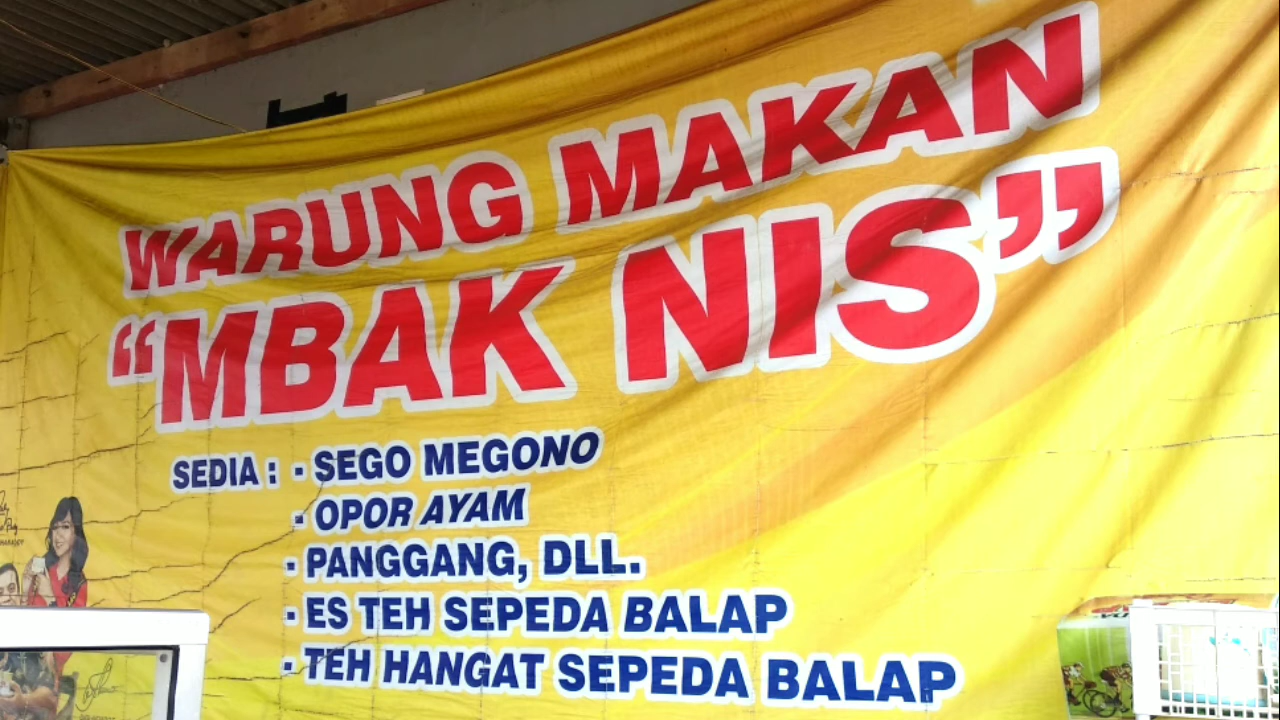 WARUNG MAKAN
“MBAK NIS”
SEDIA : - SEGO MEGONO
- OPOR AYAM
- PANGGANG, DLL.
- ES TEH SEPEDA BALAP
- TEH HANGAT SEPEDA BALAP